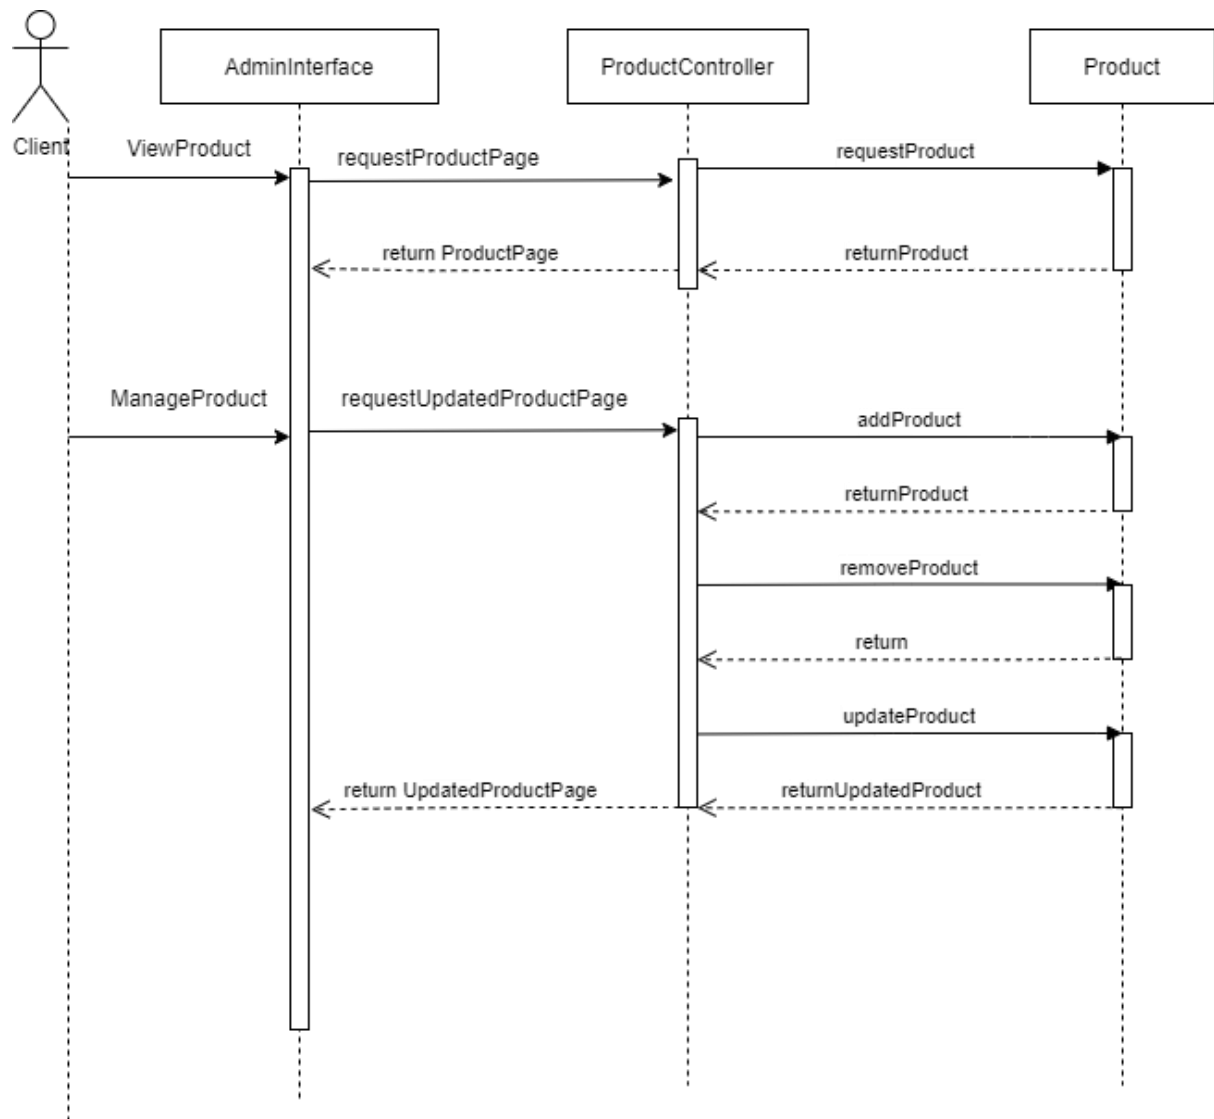 AdminInterface
ProductController
Product
Client
ViewProduct
requestProductPage
requestProduct
return ProductPage
returnProduct
ManageProduct
requestUpdatedProductPage
addProduct
returnProduct
removeProduct
return
updateProduct
return UpdatedProductPage
returnUpdatedProduct